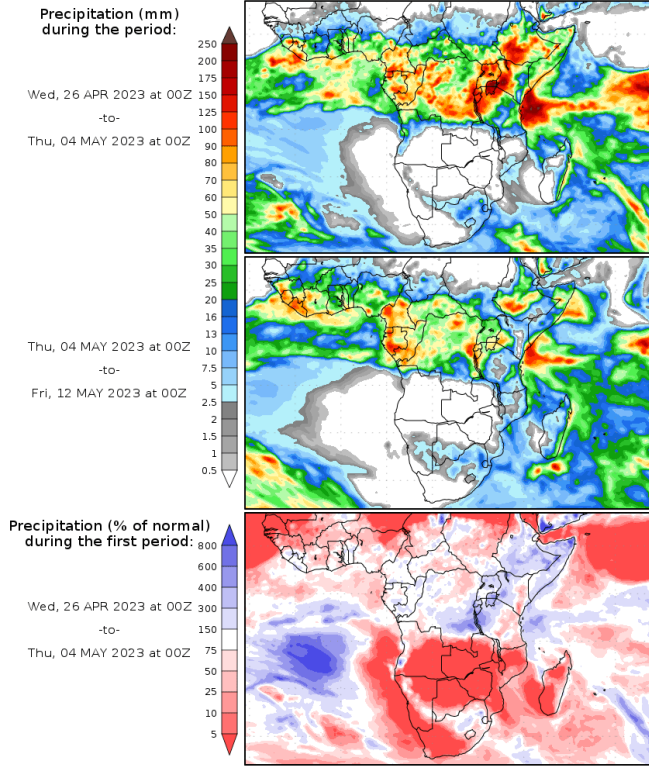 Precipitation (mm)
during the period:
250
200
175
150
125
100
90
80
70
60
50
40
35
30
25
20
16
13
10
7.5
5
2.5
2
1.5
1
0.5
Wed, 26 APR 2023 at 00Z
-to-
Thu, 04 MAY 2023 at 00Z
Thu, 04 MAY 2023 at 00Z
-to-
Fri, 12 MAY 2023 at 00Z
Precipitation (% of normal)
during the first period:
800
600
400
300
150
75
50
25
10
5
Wed, 26 APR 2023 at 00Z
-to-
Thu, 04 MAY 2023 at 00Z